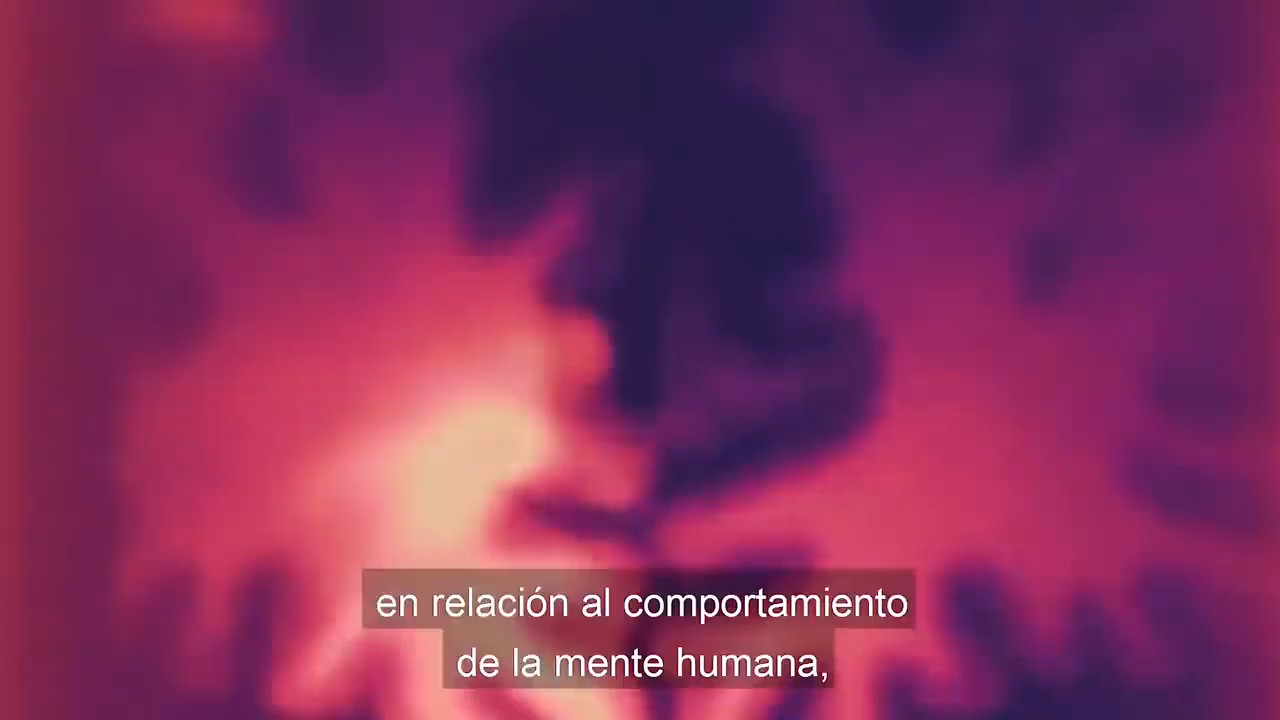 en relación al comportamiento
de la mente humana,